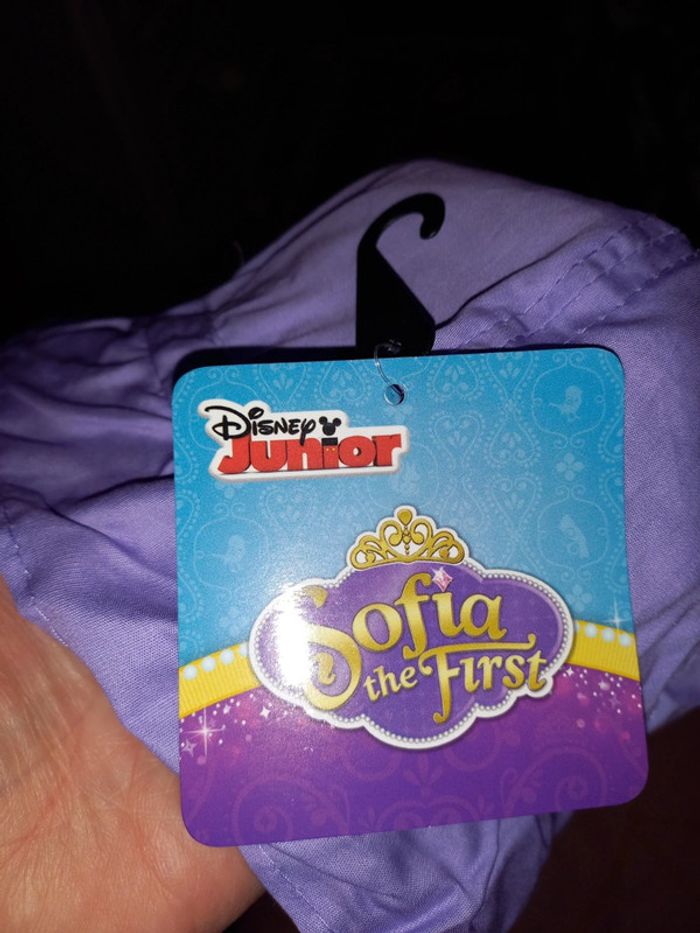 Disney
Junior
Sofia
the First